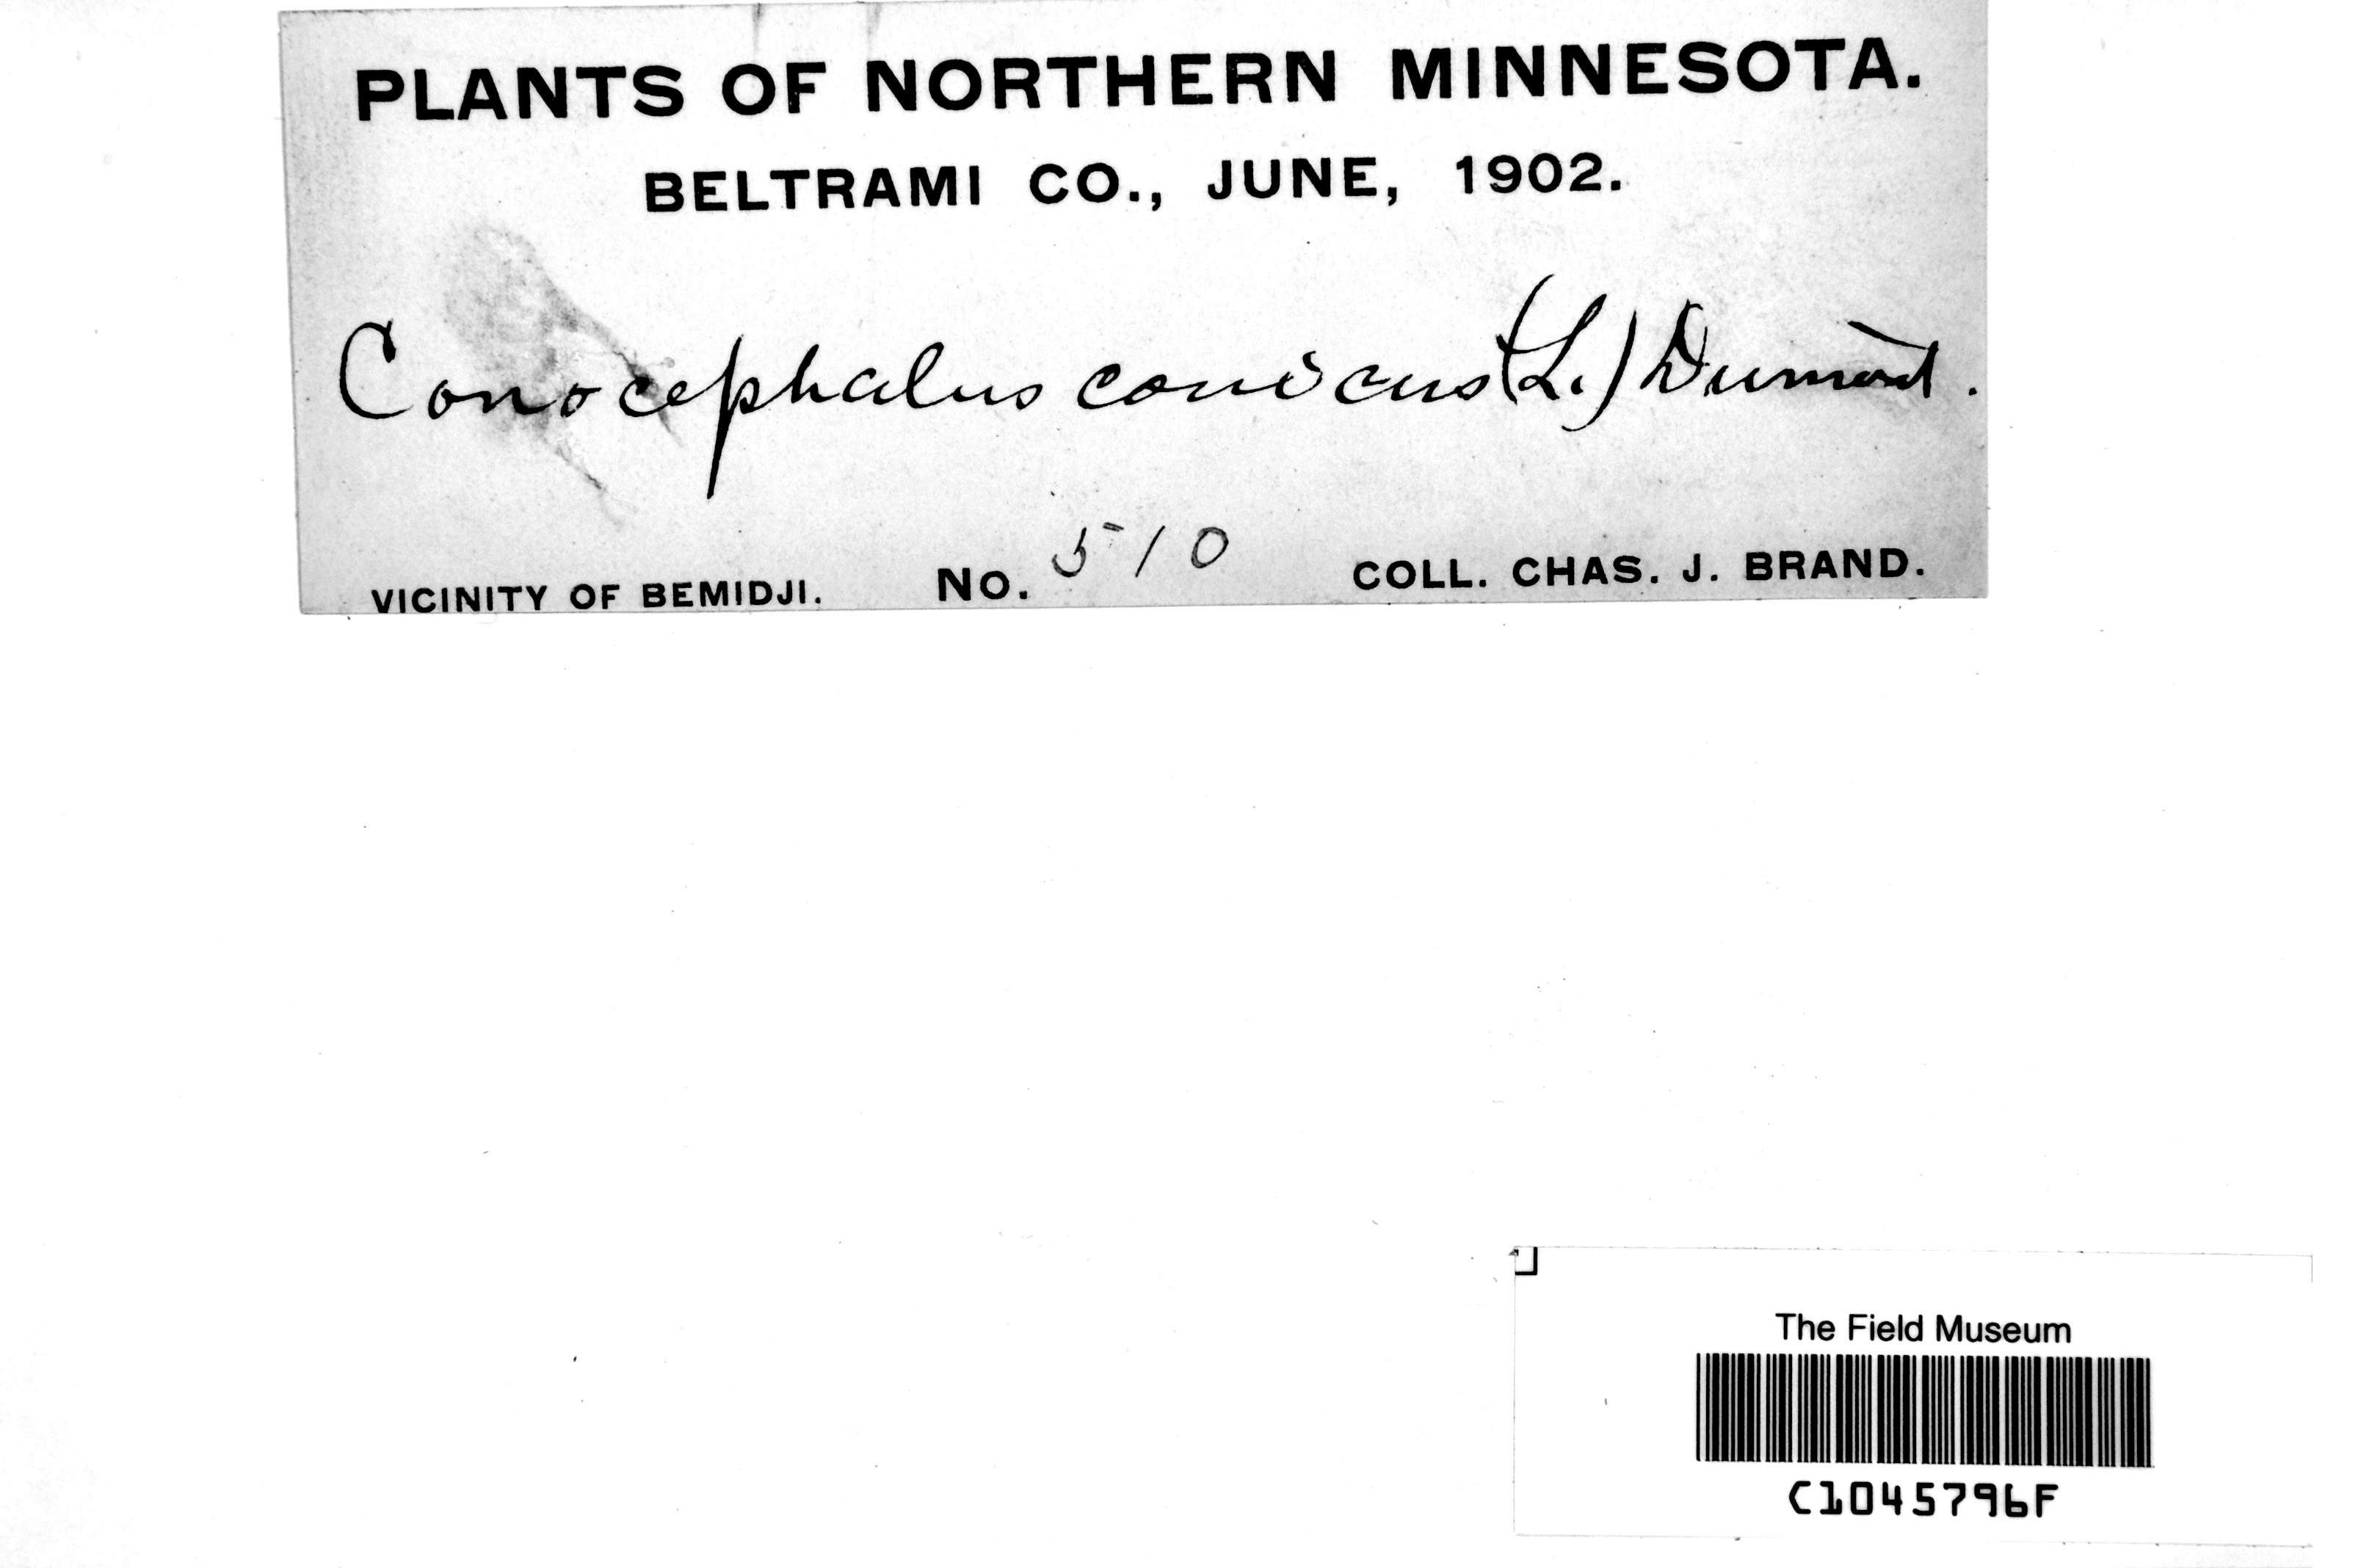 PLANTS OF NORTHERN MINNESOTA.
BELTRAMI CO., JUNE, 1902.
Conocephalus conicus (L.) Dumort.
VICINITY OF BEMIDJI. No. 510 COLL. CHAS. J. BRAND.
The Field Museum
C1045796F